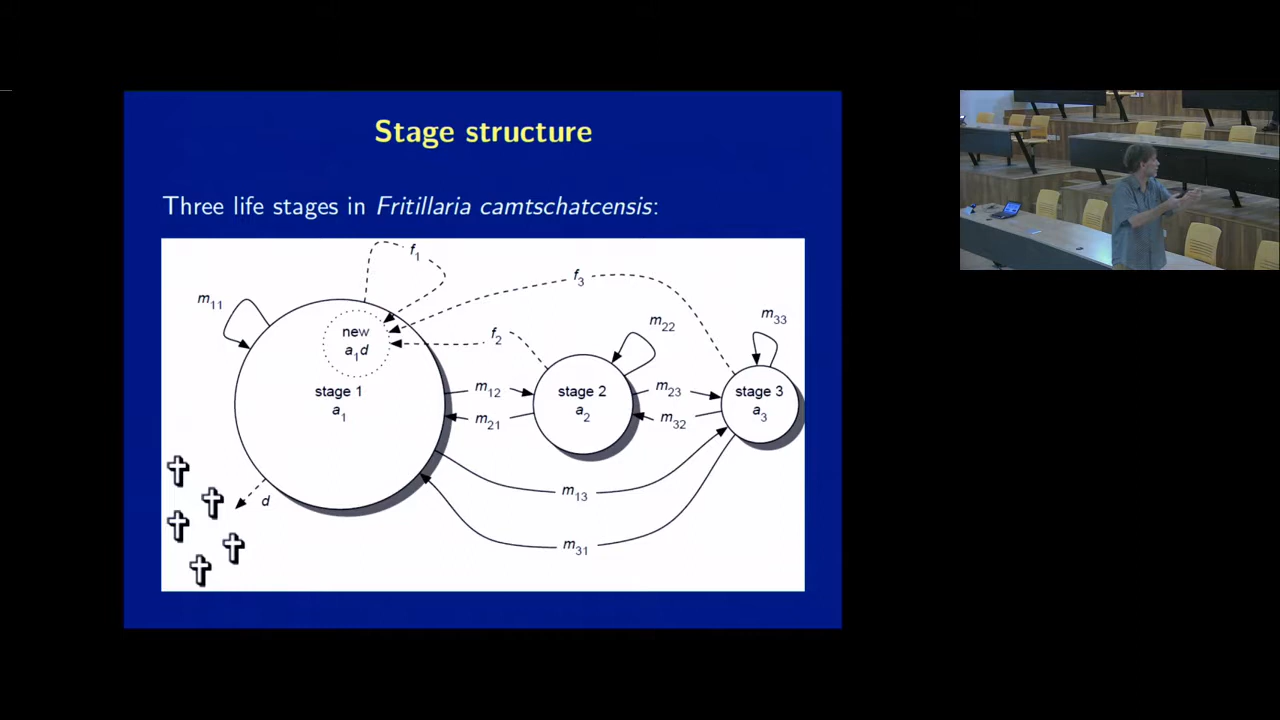 Stage structure
Three life stages in Fritillaria camtschatcensis:
f₁
f₃
m₁₁
m₂₂
m₃₃
new
a₁d
f₂
stage 1
a₁
m₁₂
m₂₁
stage 2
a₂
m₂₃
m₃₂
stage 3
a₃
m₁₃
d
m₃₁